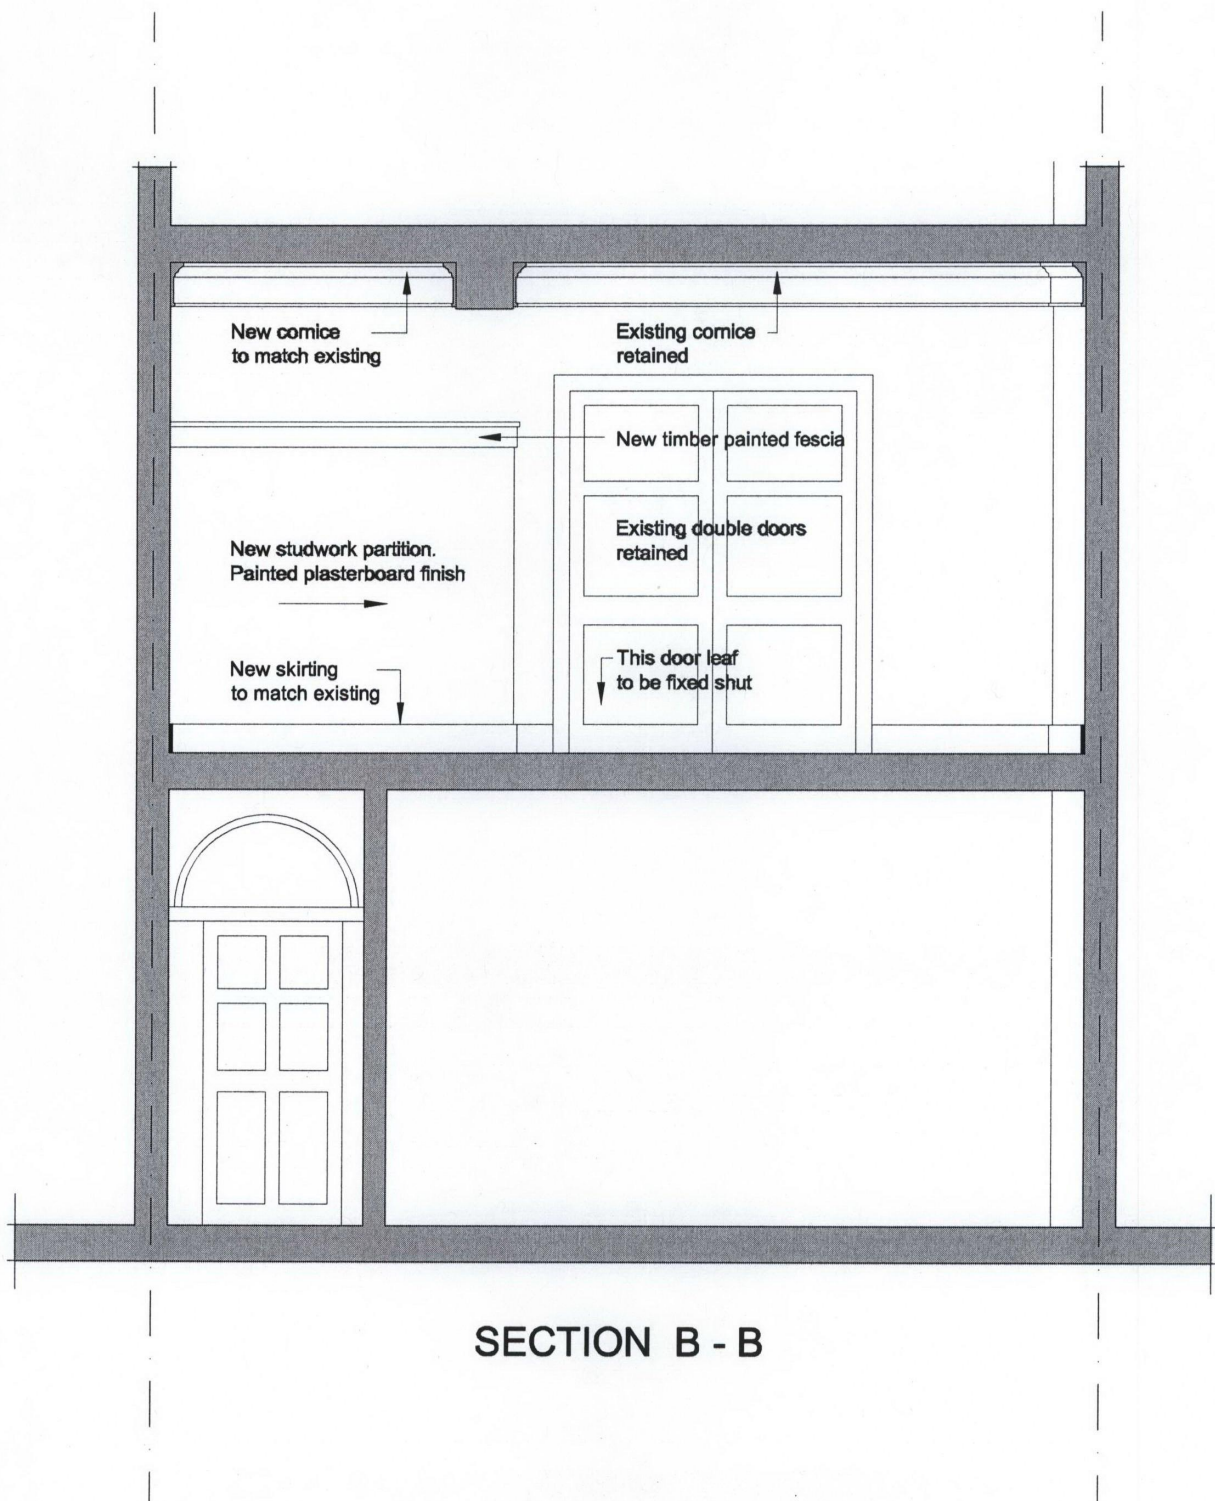 New cornice
to match existing
Existing cornice
retained
New timber painted fescia
Existing double doors
retained
New studwork partition.
Painted plasterboard finish
This door leaf
to be fixed shut
New skirting
to match existing
SECTION B - B